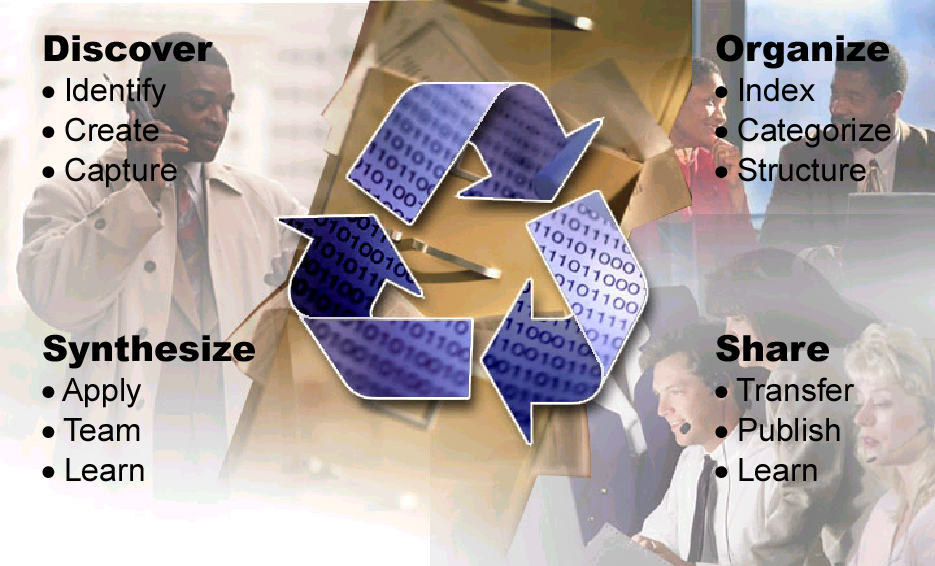 Discover
• Identify
• Create
• Capture
Organize
• Index
• Categorize
• Structure
Synthesize
• Apply
• Team
• Learn
Share
• Transfer
• Publish
• Learn